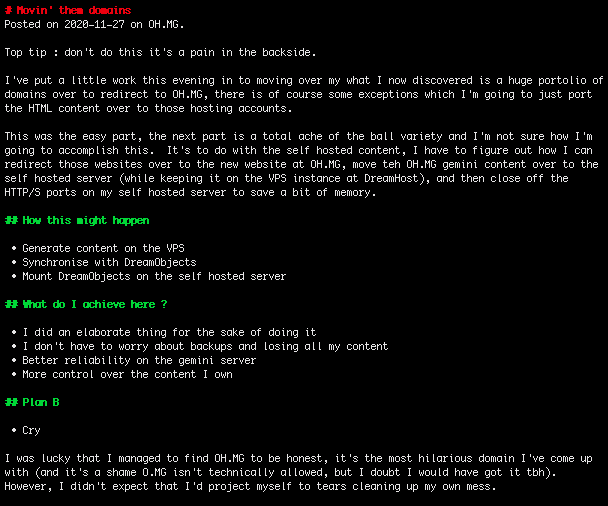 # Movin' them domains
Posted on 2020-11-27 on OH.MG.
Top tip : don't do this it's a pain in the backside.
I've put a little work this evening in to moving over my what I now discovered is a huge portolio of
domains over to redirect to OH.MG, there is of course some exceptions which I'm going to just port
the HTML content over to those hosting accounts.
This was the easy part, the next part is a total ache of the ball variety and I'm not sure how I'm
going to accomplish this.  It's to do with the self hosted content, I have to figure out how I can
redirect those websites over to the new website at OH.MG, move teh OH.MG gemini content over to the
self hosted server (while keeping it on the VPS instance at DreamHost), and then close off the
HTTP/S ports on my self hosted server to save a bit of memory.
## How this might happen
• Generate content on the VPS
• Synchronise with DreamObjects
• Mount DreamObjects on the self hosted server
## What do I achieve here ?
• I did an elaborate thing for the sake of doing it
• I don't have to worry about backups and losing all my content
• Better reliability on the gemini server
• More control over the content I own
## Plan B
• Cry
I was lucky that I managed to find OH.MG to be honest, it's the most hilarious domain I've come up
with (and it's a shame O.MG isn't technically allowed, but I doubt I would have got it tbh).
However, I didn't expect that I'd project myself to tears cleaning up my own mess.